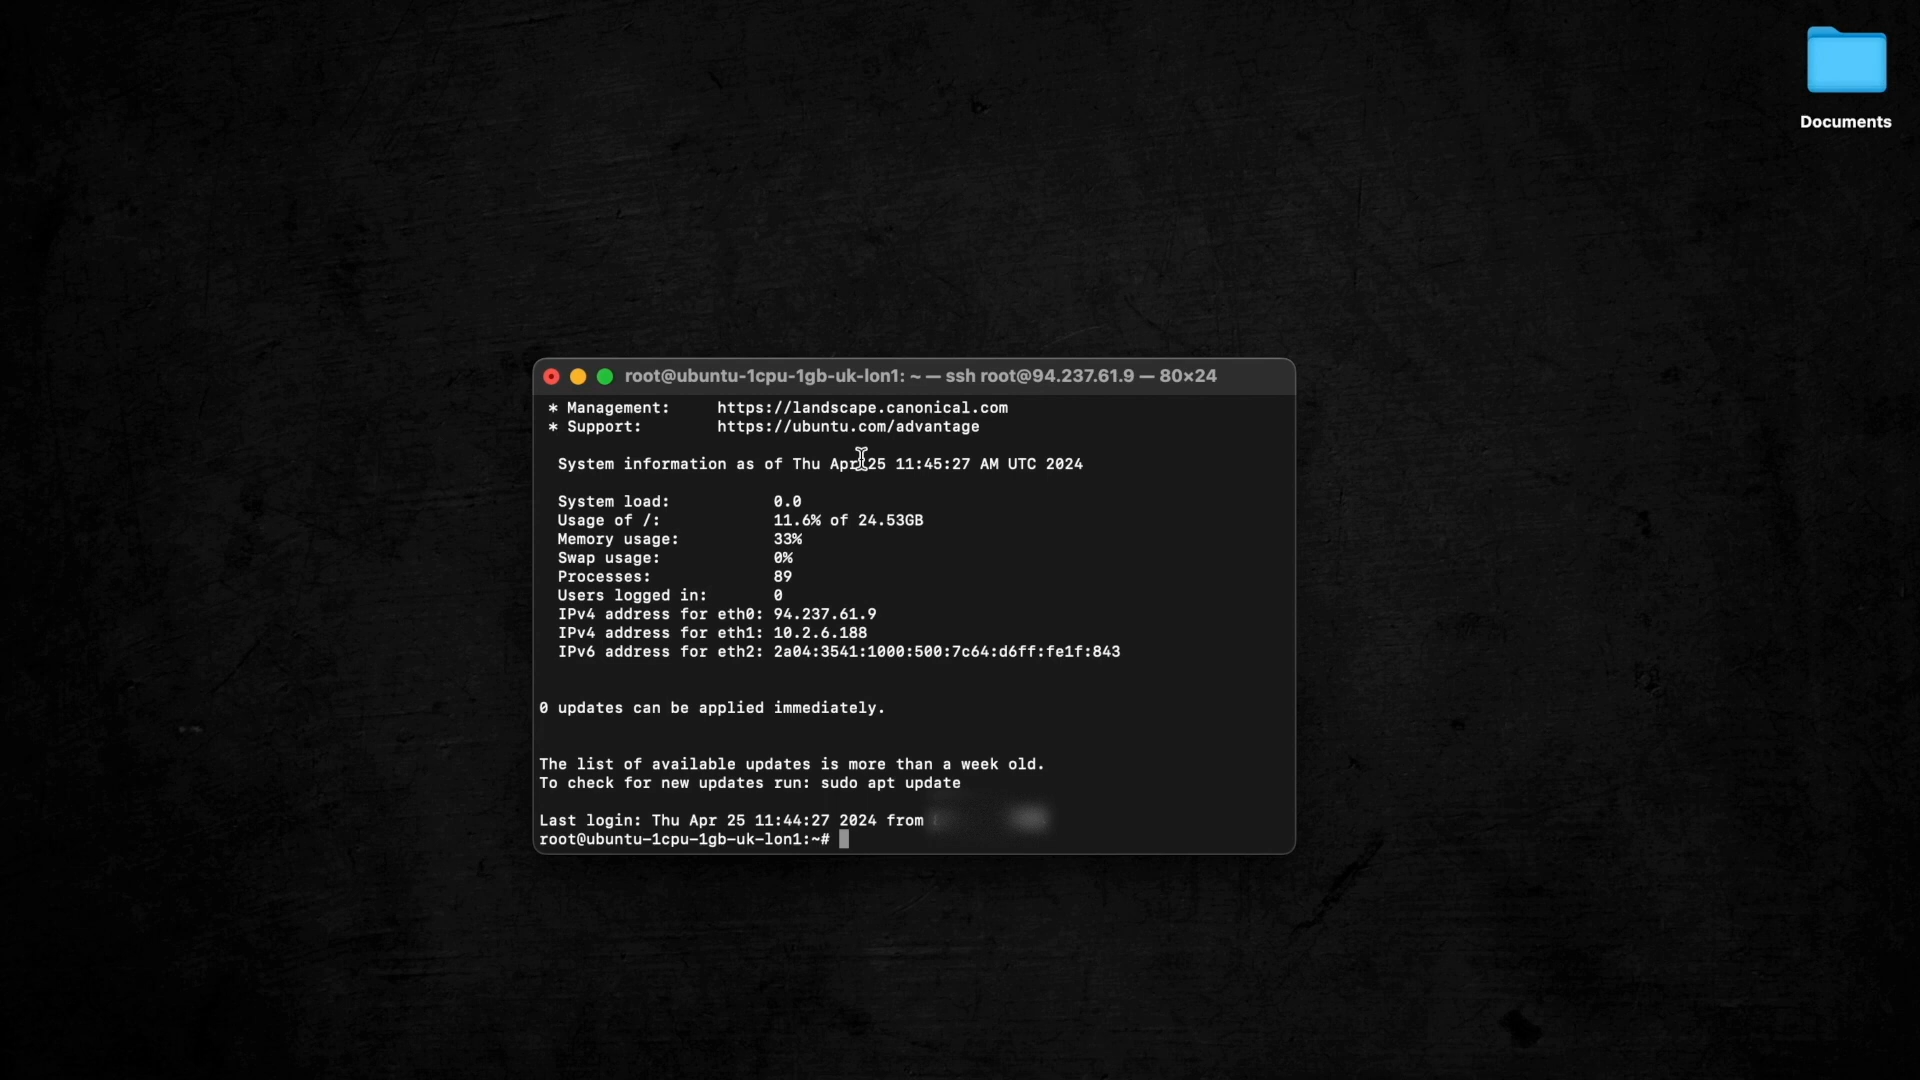 Documents
root@ubuntu-1cpu-1gb-uk-lon1: ~ — ssh root@94.237.61.9 — 80×24
* Management: https://landscape.canonical.com
* Support: https://ubuntu.com/advantage
System information as of Thu Apr 25 11:45:27 AM UTC 2024
System load: 0.0
Usage of /: 11.6% of 24.53GB
Memory usage: 33%
Swap usage: 0%
Processes: 89
Users logged in: 0
IPv4 address for eth0: 94.237.61.9
IPv4 address for eth1: 10.2.6.188
IPv6 address for eth2: 2a04:3541:1000:500:7c64:d6ff:fe1f:843
0 updates can be applied immediately.
The list of available updates is more than a week old.
To check for new updates run: sudo apt update
Last login: Thu Apr 25 11:44:27 2024 from
root@ubuntu-1cpu-1gb-uk-lon1:~#